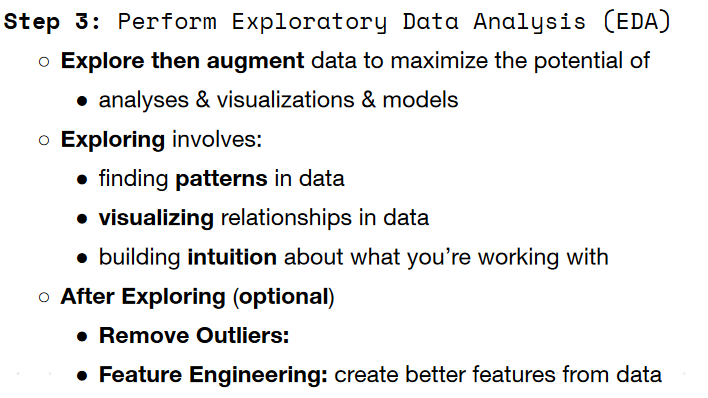 Step 3: Perform Exploratory Data Analysis (EDA)
○ Explore then augment data to maximize the potential of
● analyses & visualizations & models
○ Exploring involves:
● finding patterns in data
● visualizing relationships in data
● building intuition about what you're working with
○ After Exploring (optional)
● Remove Outliers:
● Feature Engineering: create better features from data